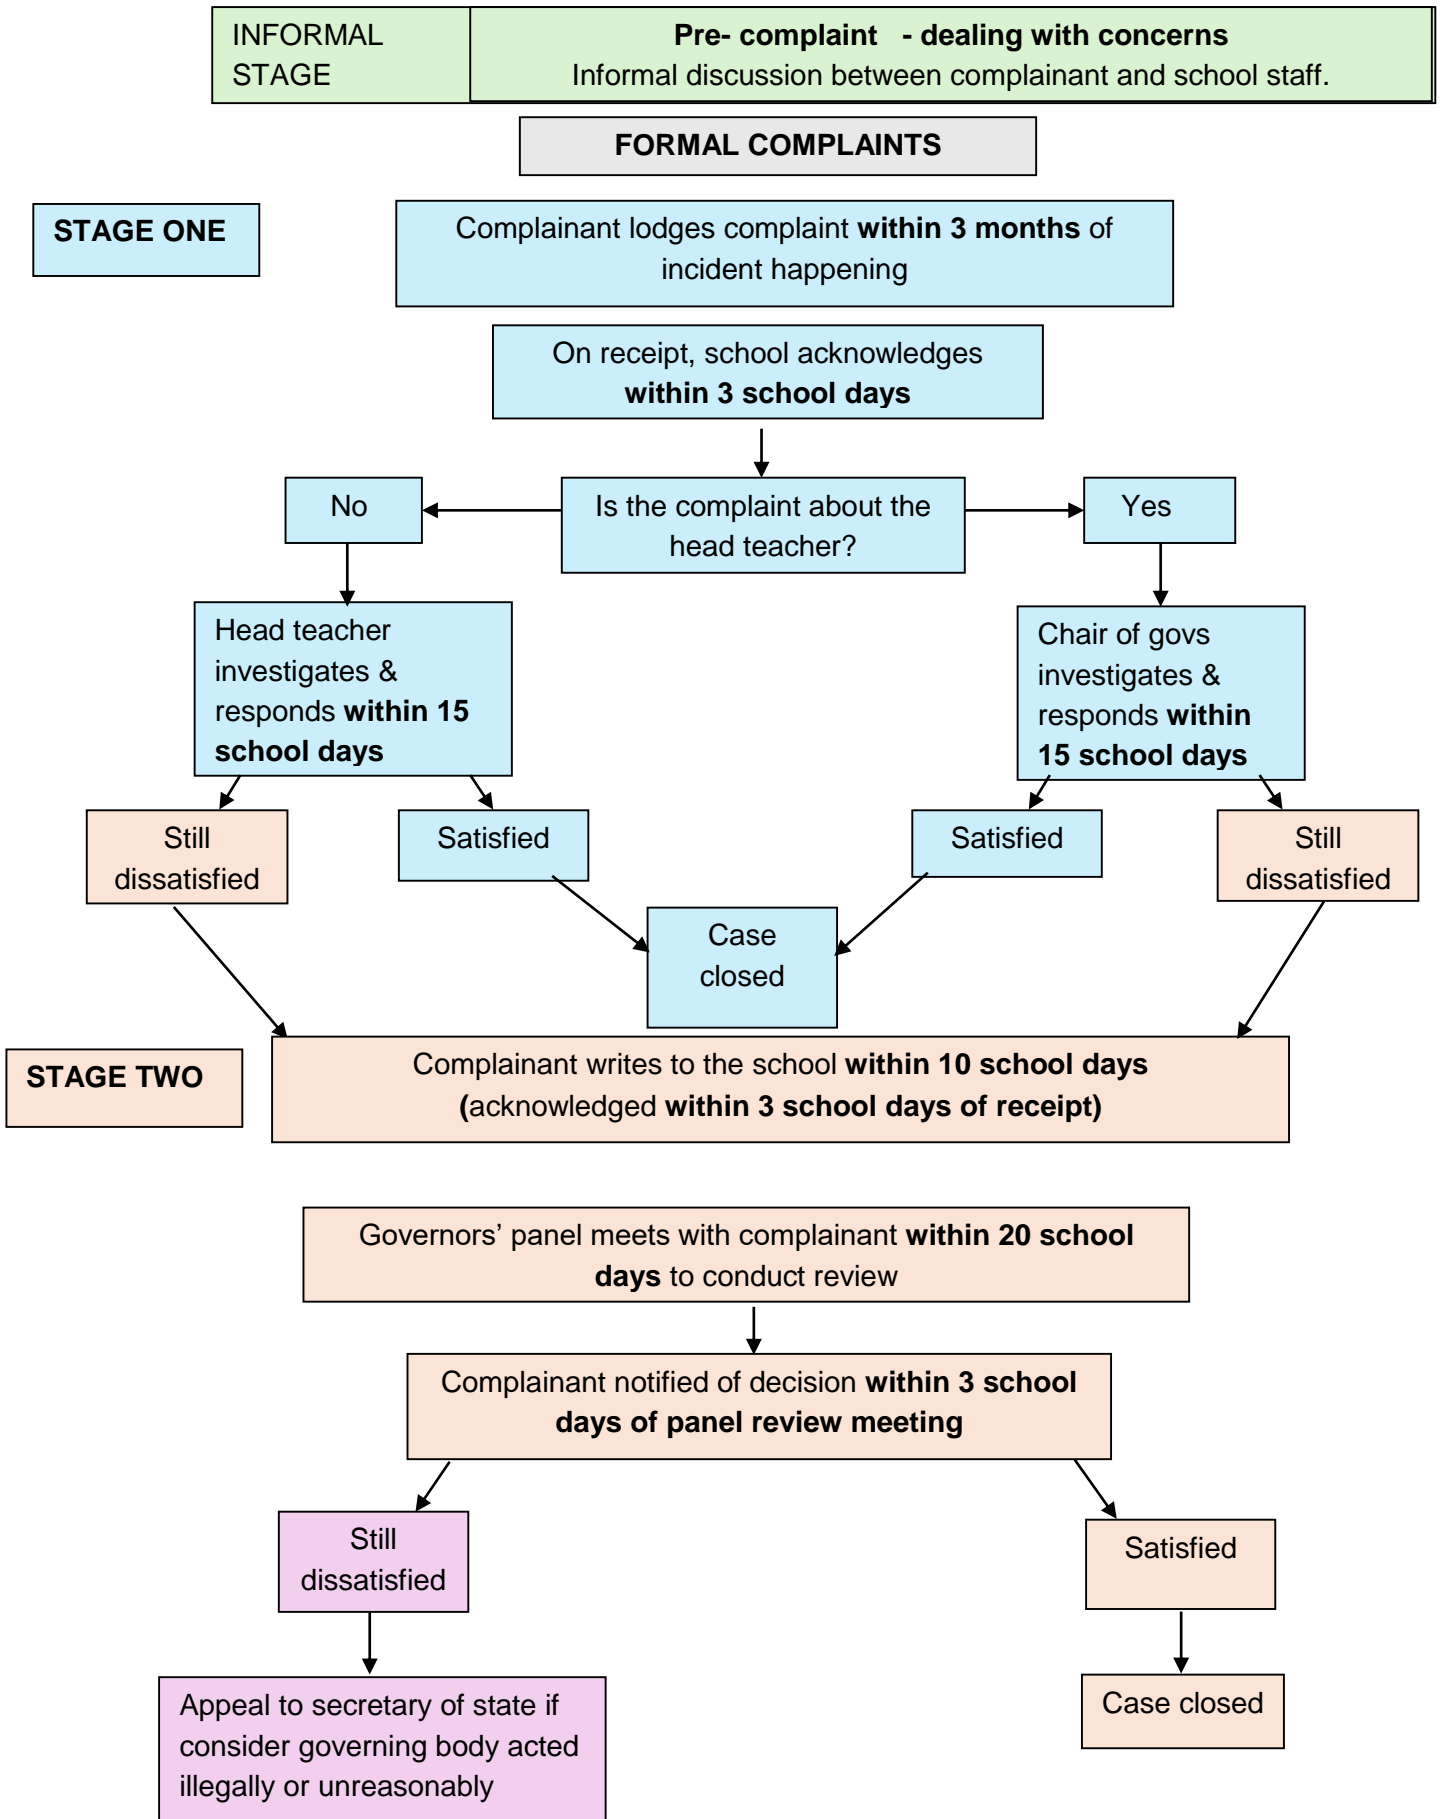 INFORMAL
STAGE
Pre- complaint - dealing with concerns
Informal discussion between complainant and school staff.
FORMAL COMPLAINTS
STAGE ONE
Complainant lodges complaint within 3 months of
incident happening
On receipt, school acknowledges
within 3 school days
No
Is the complaint about the
head teacher?
Yes
Head teacher
investigates &
responds within 15
school days
Chair of govs
investigates &
responds within
15 school days
Still
dissatisfied
Satisfied
Satisfied
Still
dissatisfied
Case
closed
STAGE TWO
Complainant writes to the school within 10 school days
(acknowledged within 3 school days of receipt)
Governors’ panel meets with complainant within 20 school
days to conduct review
Complainant notified of decision within 3 school
days of panel review meeting
Still
dissatisfied
Satisfied
Appeal to secretary of state if
consider governing body acted
illegally or unreasonably
Case closed